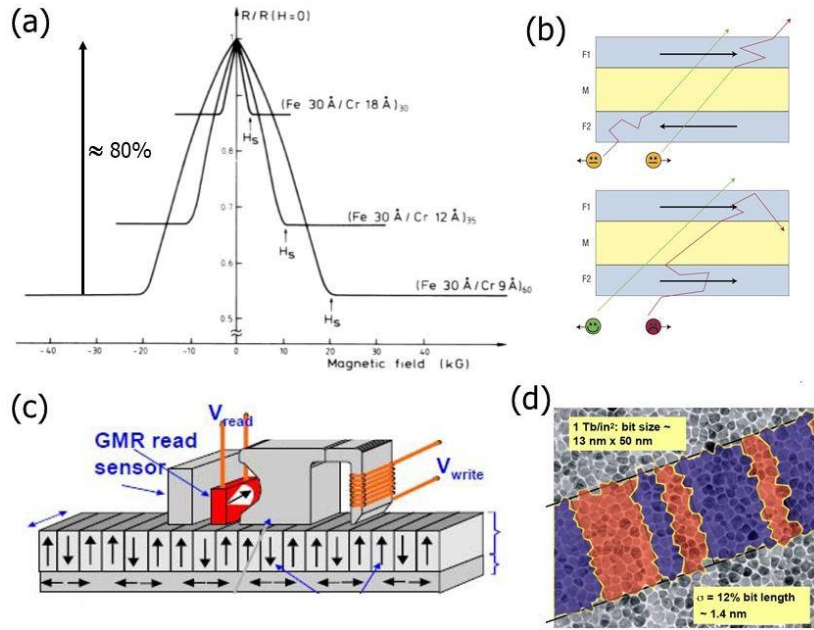 (a)
R/R(H=0)
1
(Fe 30 Å/Cr 18 Å)30
Hs
≈ 80%
0.8
0.7
(Fe 30 Å/Cr 12 Å)35
Hs
0.6
(Fe 30 Å/Cr 9 Å)60
0.5
Hs
-40
-30
-20
-10
0
10
20
30
40
Magnetic field (kG)
(b)
F1
M
F2
F1
M
F2
(c)
Vread
GMR read
sensor
Vwrite
(d)
1 Tb/in²: bit size ~
13 nm x 50 nm
σ = 12% bit length
~ 1.4 nm